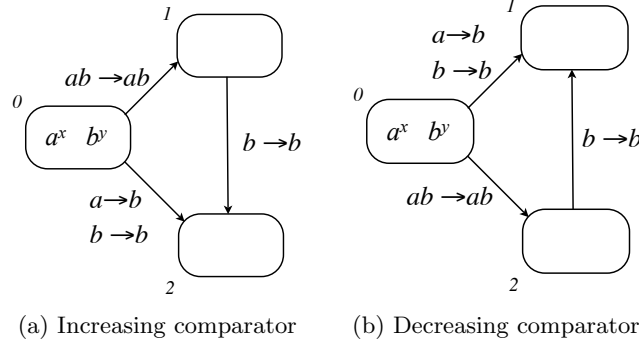 1
ab→ab
0
a^x b^y
b→b
a→b
b→b
2
(a) Increasing comparator
1
a→b
b→b
0
a^x b^y
b→b
ab→ab
2
(b) Decreasing comparator